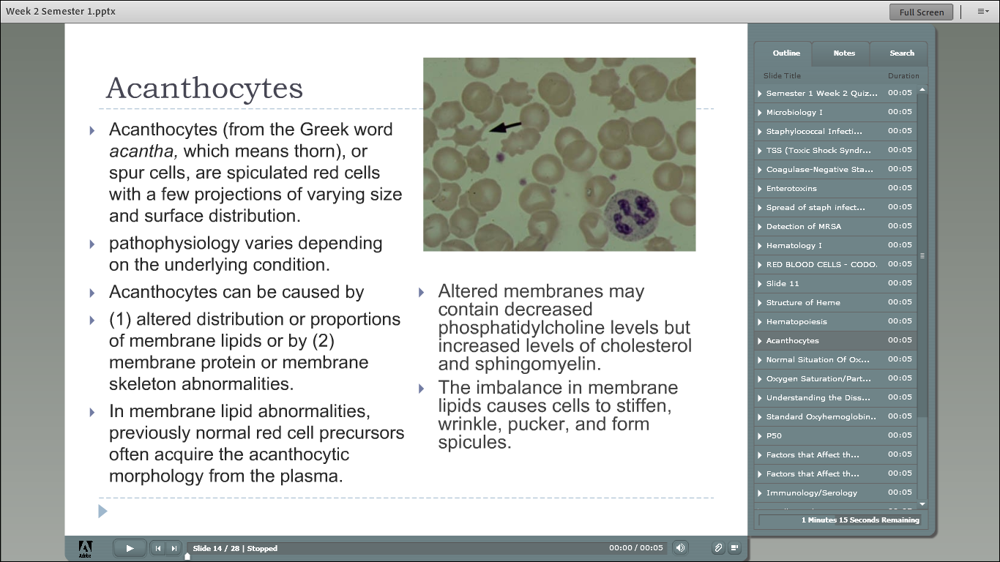 Week 2 Semester 1.pptx
Full Screen
Acanthocytes
Acanthocytes (from the Greek word
acantha, which means thorn), or
spur cells, are spiculated red cells
with a few projections of varying size
and surface distribution.
pathophysiology varies depending
on the underlying condition.
Acanthocytes can be caused by
(1) altered distribution or proportions
of membrane lipids or by (2)
membrane protein or membrane
skeleton abnormalities.
In membrane lipid abnormalities,
previously normal red cell precursors
often acquire the acanthocytic
morphology from the plasma.
Altered membranes may
contain decreased
phosphatidylcholine levels but
increased levels of cholesterol
and sphingomyelin.
The imbalance in membrane
lipids causes cells to stiffen,
wrinkle, pucker, and form
spicules.
Outline Notes Search
Slide Title Duration
Semester 1 Week 2 Quiz... 00:05
Microbiology I 00:05
Staphylococcal Infecti... 00:05
TSS (Toxic Shock Syndr... 00:05
Coagulase-Negative Sta... 00:05
Enterotoxins 00:05
Spread of staph infect... 00:05
Detection of MRSA 00:05
Hematology I 00:05
RED BLOOD CELLS - CODO. 00:05
Slide 11 00:05
Structure of Heme 00:05
Hematopoiesis 00:05
Acanthocytes 00:05
Normal Situation Of Ox... 00:05
Oxygen Saturation/Part... 00:05
Understanding the Diss... 00:05
Standard Oxyhemoglobin.. 00:05
P50 00:05
Factors that Affect th... 00:05
Factors that Affect th... 00:05
Immunology/Serology 00:05
1 Minutes 15 Seconds Remaining
Adobe
Slide 14 / 28 | Stopped
00:00 / 00:05